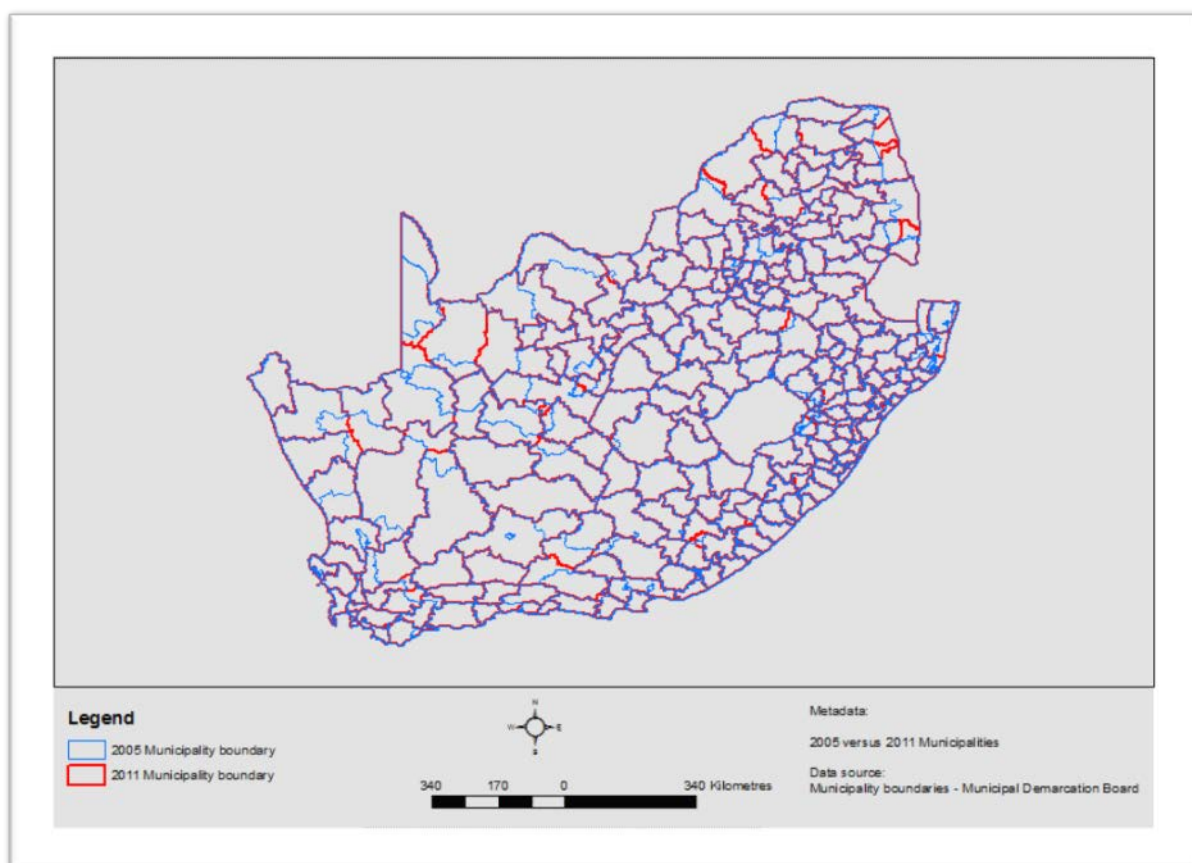 Legend
2005 Municipality boundary
2011 Municipality boundary
N
W E
S
340 170 0 340 Kilometres
Metadata:
2005 versus 2011 Municipalities
Data source:
Municipality boundaries - Municipal Demarcation Board